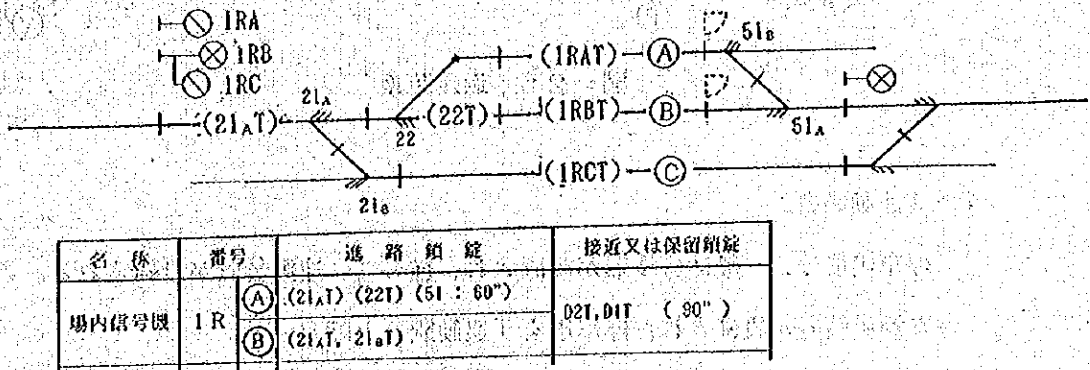 1RA
1RB
1RC
(1RAT) Ⓐ
51B
21A
(21AT)
22
(22T)
(1RBT) Ⓑ
51A
(1RCT) Ⓒ
21B
名称 番号 進路鎖錠 接近又は保留鎖錠
場内信号機 1R Ⓐ (21AT) (22T) (51 : 60") D2T, D1T ( 90" )
Ⓑ (21AT, 21BT)